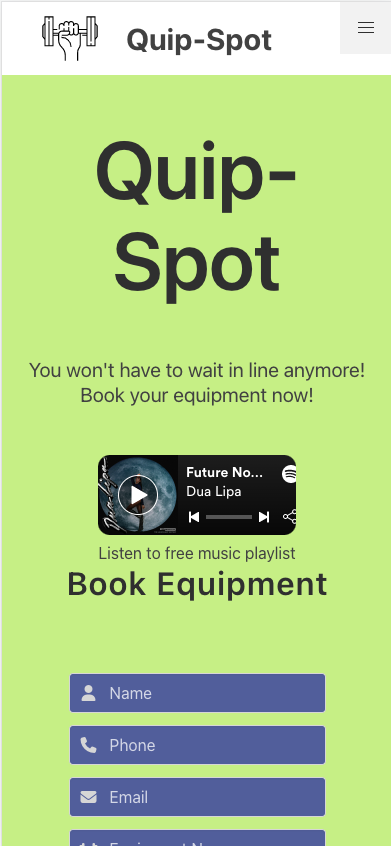 Quip-Spot
Quip-
Spot
You won't have to wait in line anymore!
Book your equipment now!
Future No...
Dua Lipa
Listen to free music playlist
Book Equipment
Name
Phone
Email